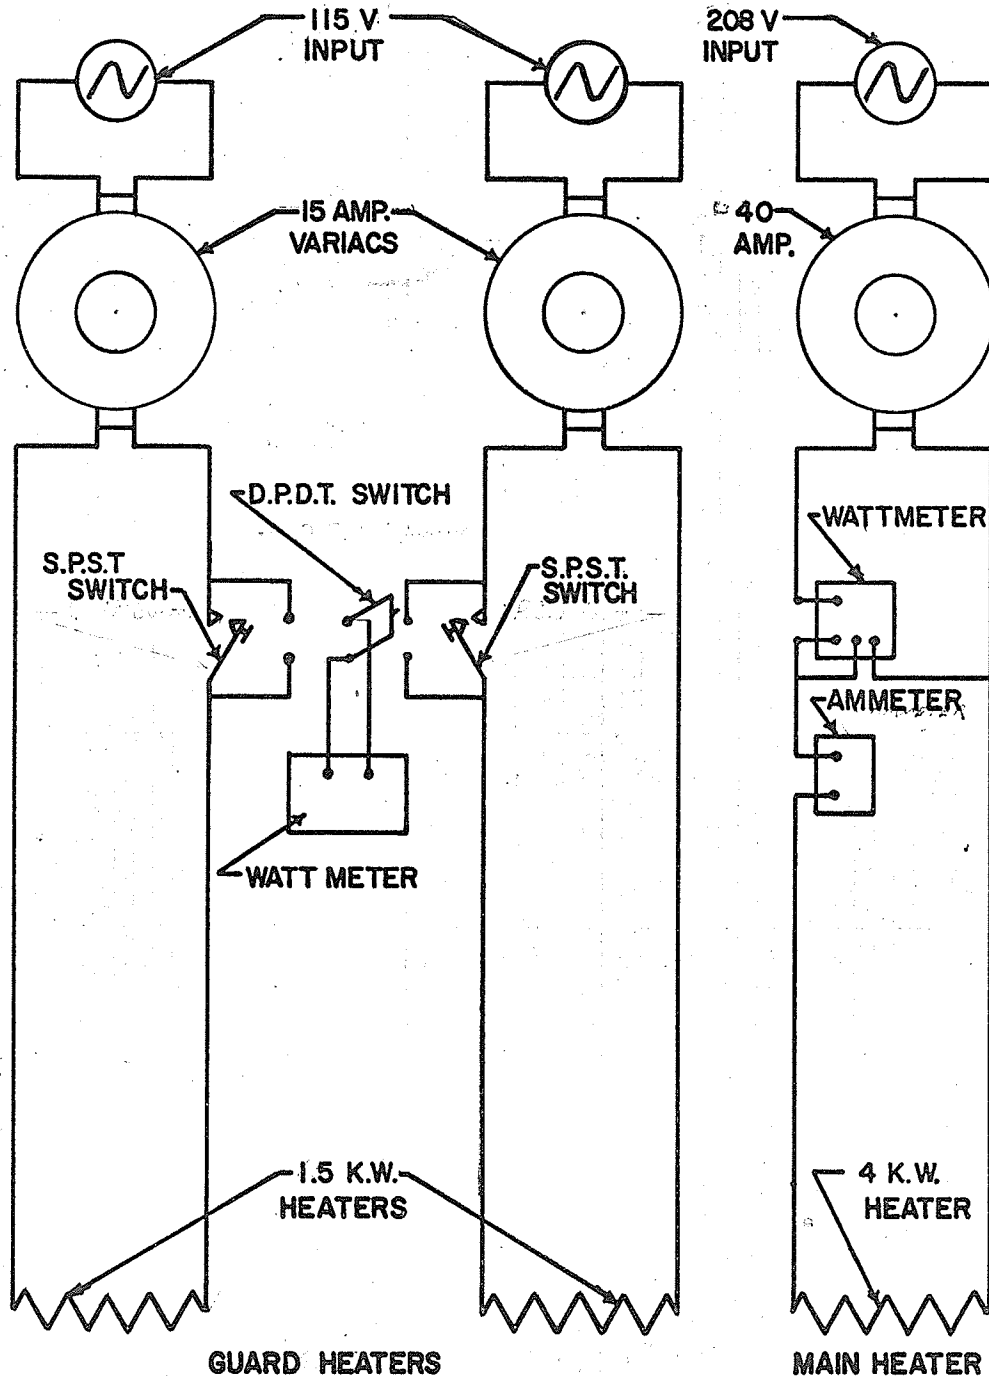 115 V
INPUT
208 V
INPUT
15 AMP.
VARIACS
40
AMP.
D.P.D.T. SWITCH
S.P.S.T
SWITCH
S.P.S.T.
SWITCH
WATTMETER
AMMETER
WATT METER
1.5 K.W.
HEATERS
4 K.W.
HEATER
GUARD HEATERS
MAIN HEATER